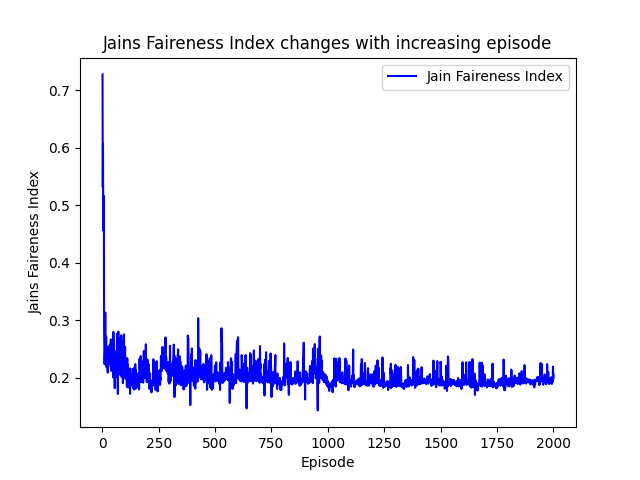 Jains Faireness Index changes with increasing episode
Jain Faireness Index
Jains Faireness Index
0.7
0.6
0.5
0.4
0.3
0.2
0 250 500 750 1000 1250 1500 1750 2000
Episode